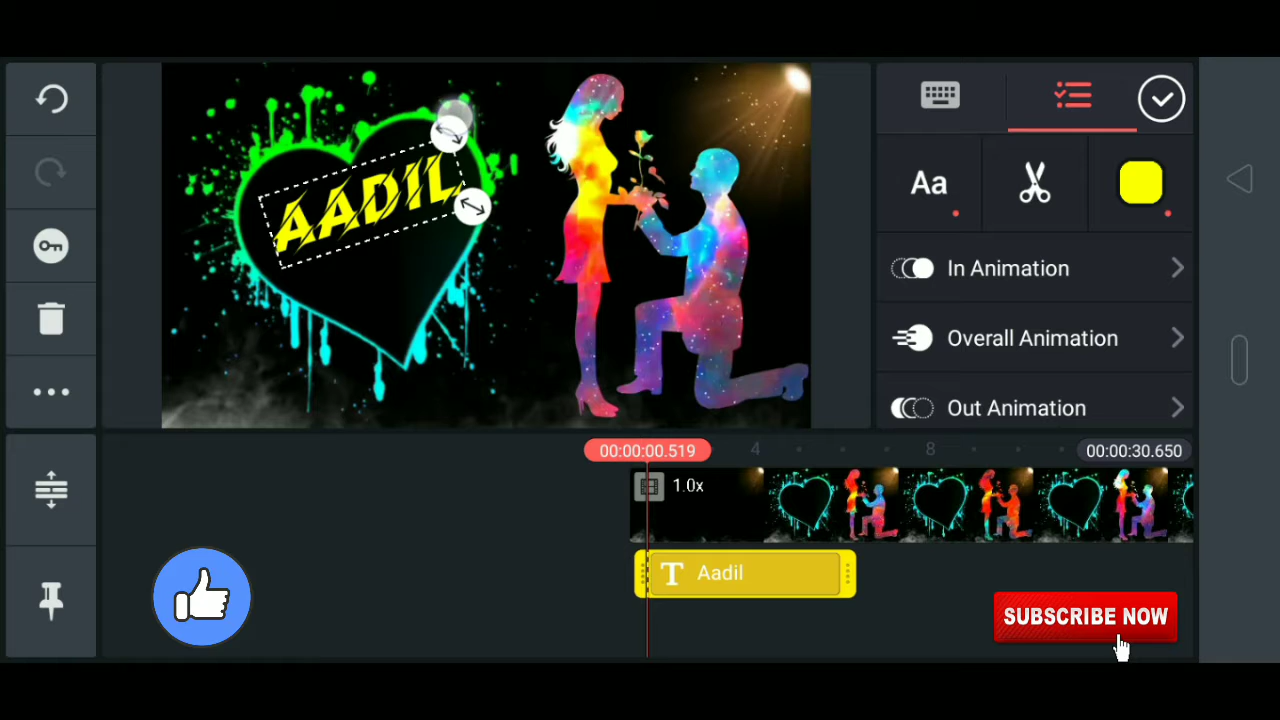 AADIL
Aa
In Animation
Overall Animation
Out Animation
00:00:00.519
4
8
00:00:30.650
1.0x
T Aadil
SUBSCRIBE NOW